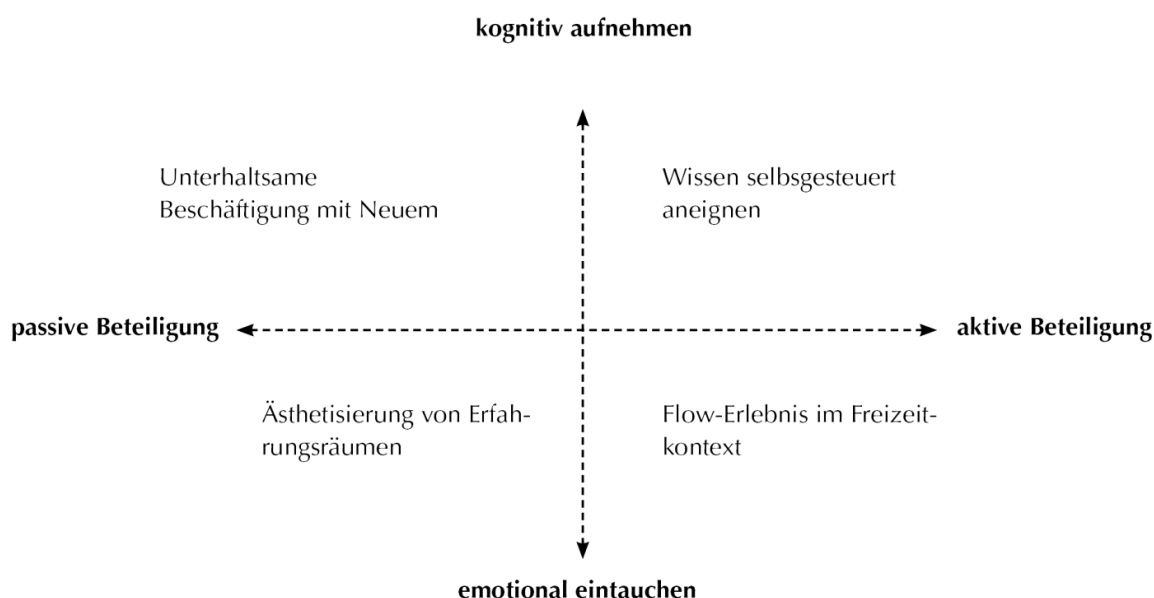 kognitiv aufnehmen
Unterhaltsame
Beschäftigung mit Neuem
Wissen selbsgesteuert
aneignen
passive Beteiligung
aktive Beteiligung
Ästhetisierung von Erfah-
rungsräumen
Flow-Erlebnis im Freizeit-
kontext
emotional eintauchen